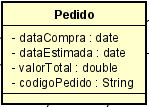 Pedido
- dataCompra : date
- dataEstimada : date
- valorTotal : double
- codigoPedido : String